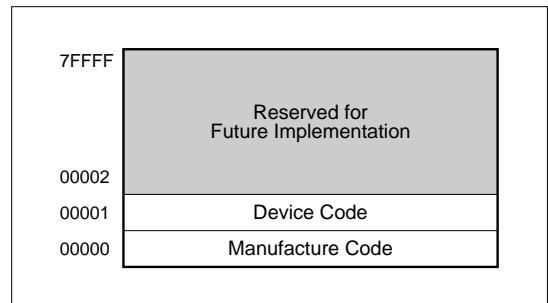 7FFFF
Reserved for
Future Implementation
00002
00001 Device Code
00000 Manufacture Code